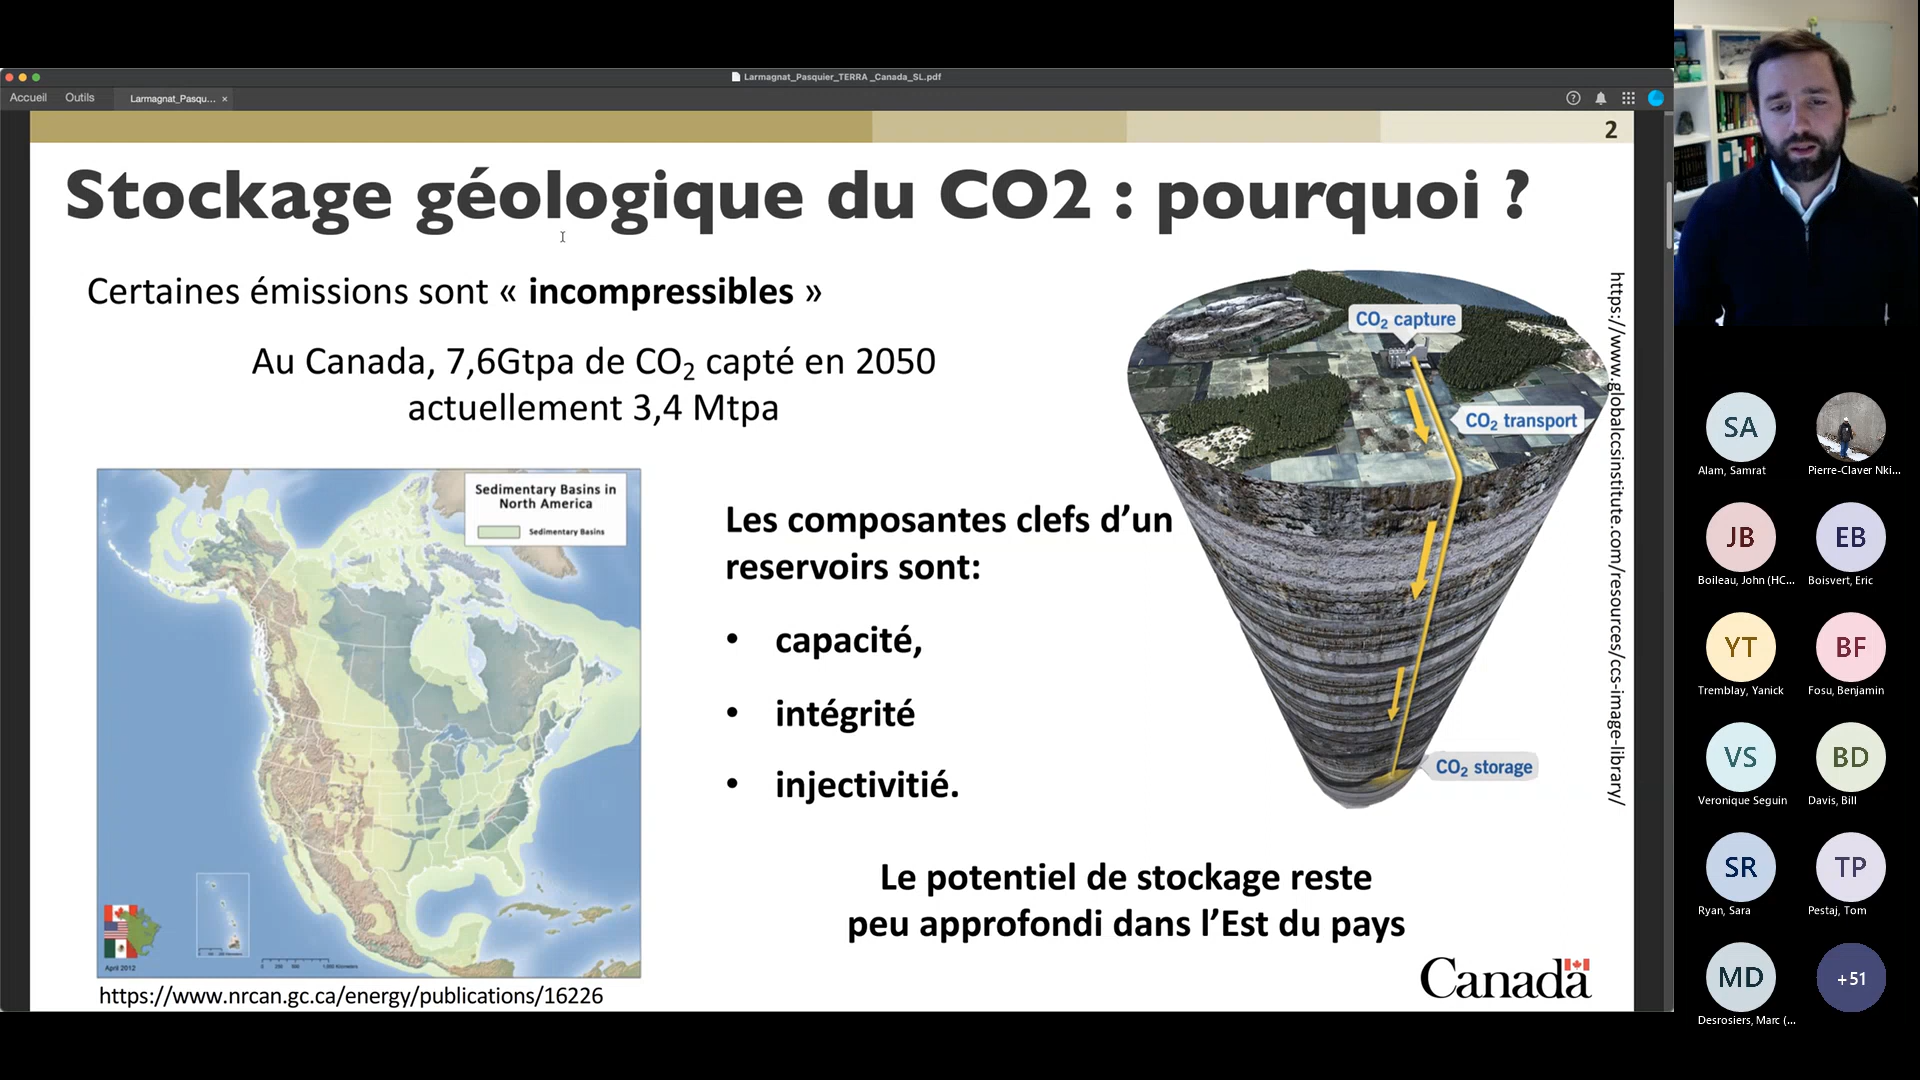 Larmagnat_Pasquier_TERRA _Canada_SL.pdf
Accueil
Outils
Larmagnat_Pasqu... ×
2
Stockage géologique du CO2 : pourquoi ?
Certaines émissions sont « incompressibles »
Au Canada, 7,6Gtpa de CO₂ capté en 2050
actuellement 3,4 Mtpa
Sedimentary Basins in
North America
Sedimentary Basins
April 2012
https://www.nrcan.gc.ca/energy/publications/16226
Les composantes clefs d’un
reservoirs sont:
• capacité,
• intégrité
• injectivitié.
CO₂ capture
CO₂ transport
CO₂ storage
https://www.globalccsinstitute.com/resources/ccs-image-library/
Le potentiel de stockage reste
peu approfondi dans l’Est du pays
Canada
SA
Alam, Samrat
Pierre-Claver Nki...
JB
Boileau, John (HC...
EB
Boisvert, Eric
YT
Tremblay, Yanick
BF
Fosu, Benjamin
VS
Veronique Seguin
BD
Davis, Bill
SR
Ryan, Sara
TP
Pestaj, Tom
MD
Desrosiers, Marc (...
+51